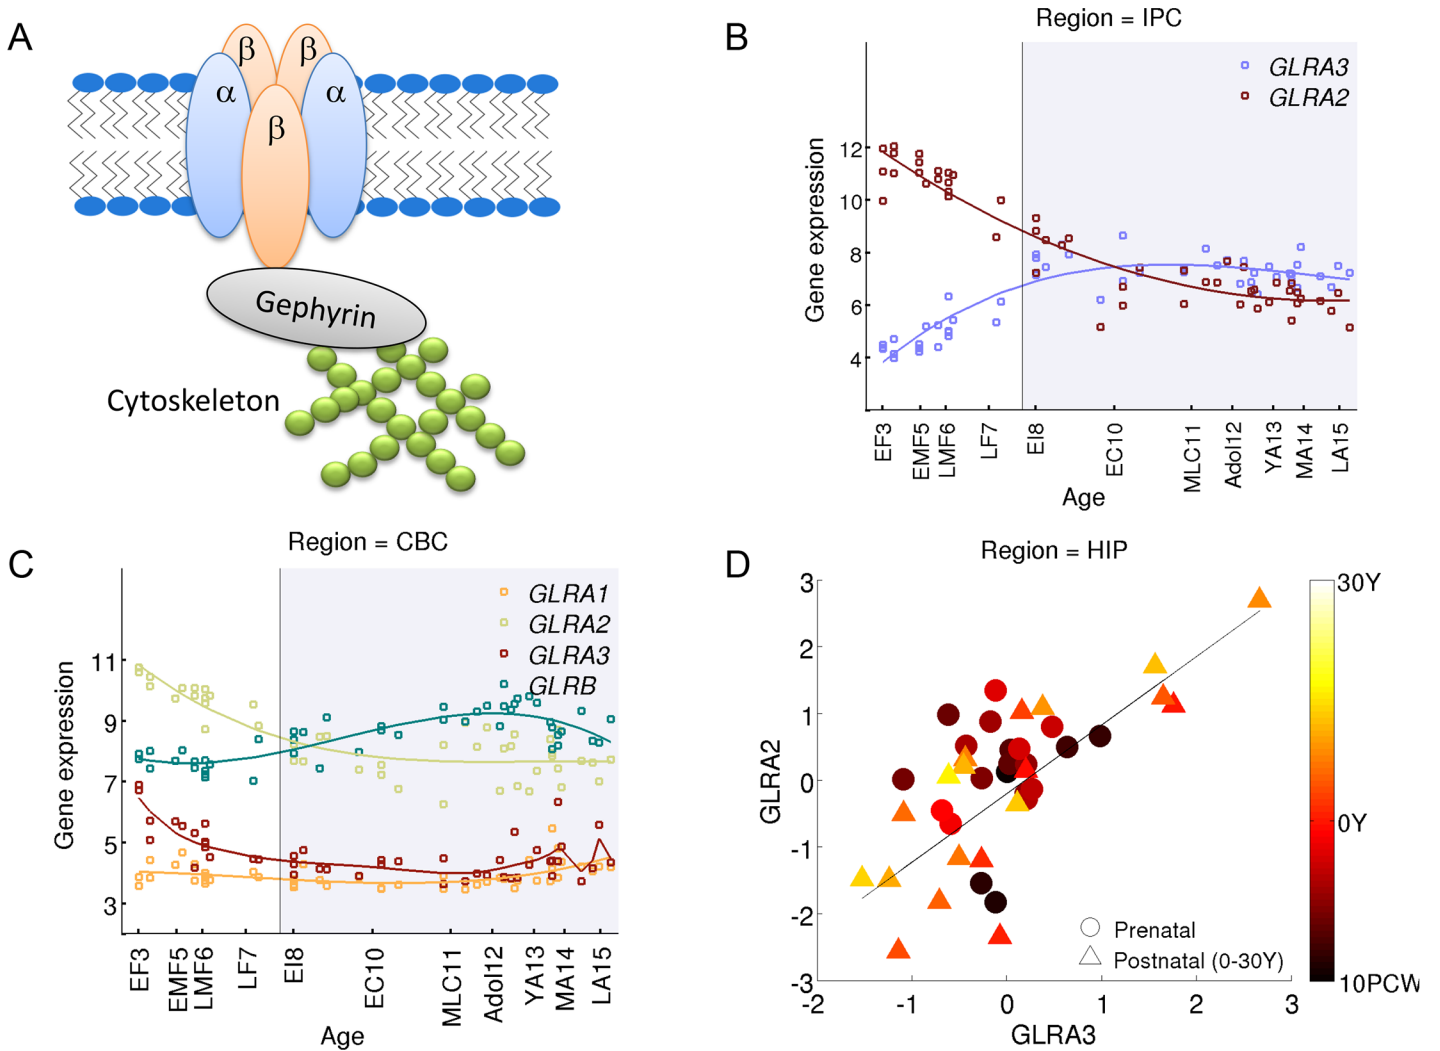 A
β β
α α
β
Gephyrin
Cytoskeleton
B
Region = IPC
GLRA3
GLRA2
Gene expression
12
10
8
6
4
EF3 EMF5 LMF6 LF7 EI8 EC10 MLC11 Adol12 YA13 MA14 LA15
Age
C
Region = CBC
GLRA1
GLRA2
GLRA3
GLRB
Gene expression
11
9
7
5
3
EF3 EMF5 LMF6 LF7 EI8 EC10 MLC11 Adol12 YA13 MA14 LA15
Age
D
Region = HIP
GLRA2
3
2
1
0
-1
-2
-3
-2 -1 0 1 2 3
GLRA3
Prenatal
Postnatal (0-30Y)
30Y
0Y
10PCW